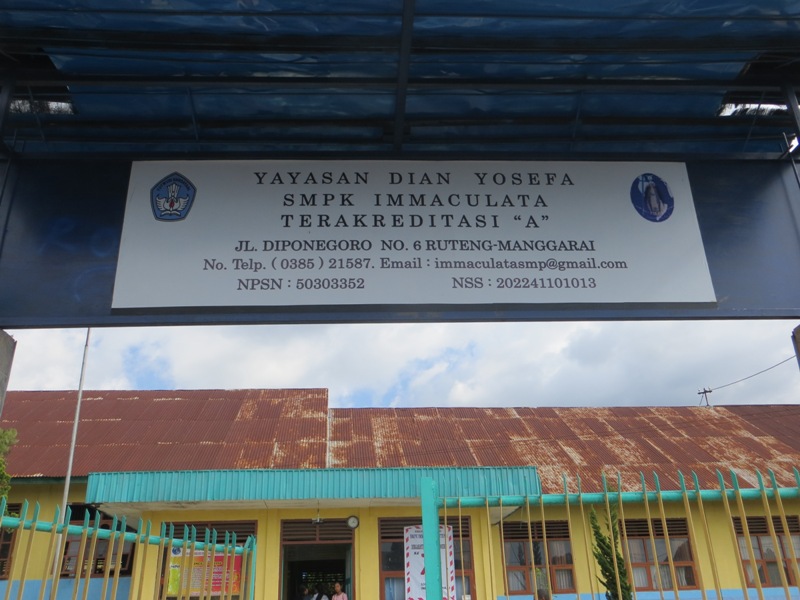 YAYASAN DIAN YOSEFA
SMPK IMMACULATA
TERAKREDITASI "A"
JL. DIPONEGORO NO. 6 RUTENG-MANGGARAI
No. Telp. ( 0385 ) 21587. Email : immaculatasmp@gmail.com
NPSN : 50303352 NSS : 202241101013